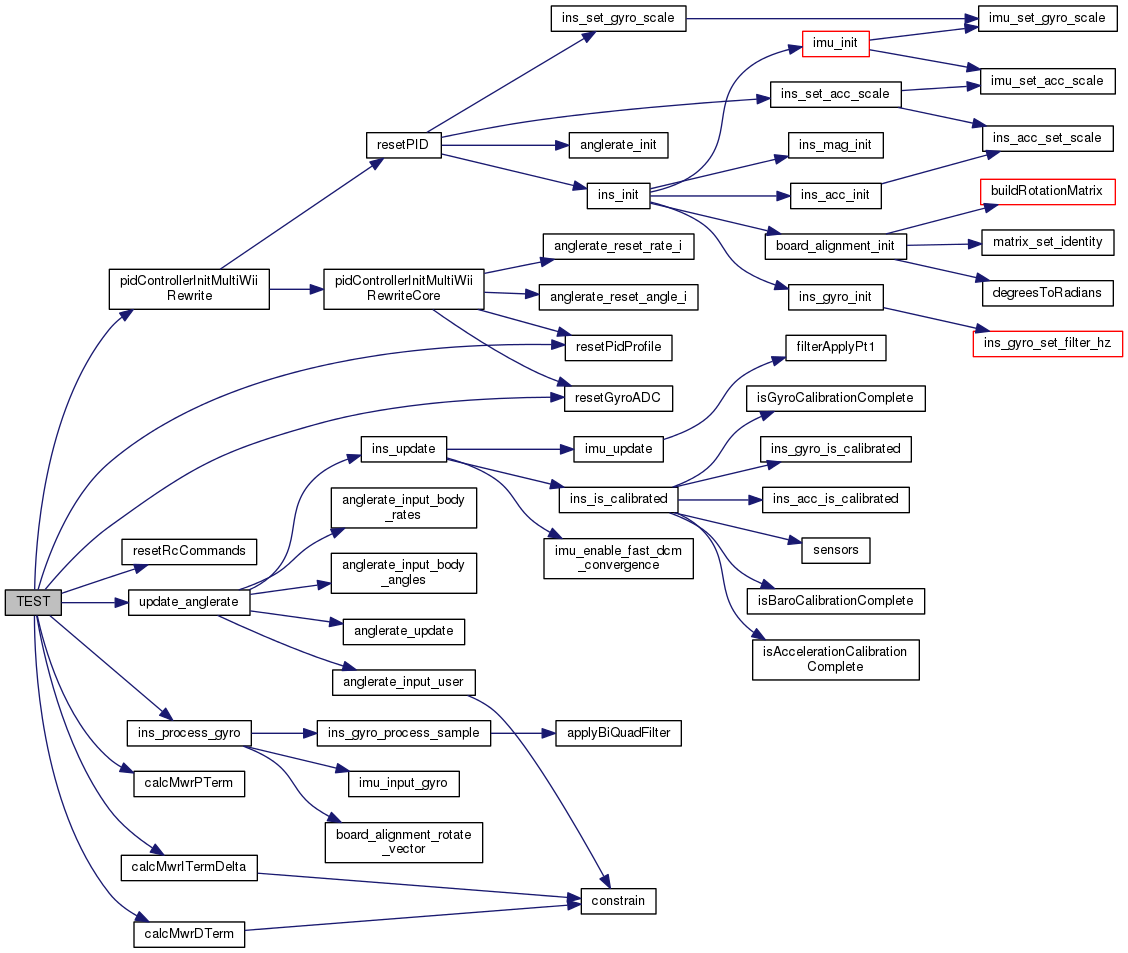 ins_set_gyro_scale
imu_set_gyro_scale
imu_init
imu_set_acc_scale
ins_set_acc_scale
resetPID
anglerate_init
ins_mag_init
ins_acc_set_scale
ins_init
ins_acc_init
buildRotationMatrix
anglerate_reset_rate_i
board_alignment_init
matrix_set_identity
pidControllerInitMultiWii
Rewrite
pidControllerInitMultiWii
RewriteCore
anglerate_reset_angle_i
ins_gyro_init
degreesToRadians
resetPidProfile
filterApplyPt1
ins_gyro_set_filter_hz
resetGyroADC
isGyroCalibrationComplete
ins_update
imu_update
ins_gyro_is_calibrated
anglerate_input_body
_rates
ins_is_calibrated
ins_acc_is_calibrated
resetRcCommands
imu_enable_fast_dcm
_convergence
sensors
anglerate_input_body
_angles
TEST
update_anglerate
isBaroCalibrationComplete
anglerate_update
isAccelerationCalibration
Complete
anglerate_input_user
ins_process_gyro
ins_gyro_process_sample
applyBiQuadFilter
calcMwrPTerm
imu_input_gyro
board_alignment_rotate
_vector
calcMwrITermDelta
constrain
calcMwrDTerm